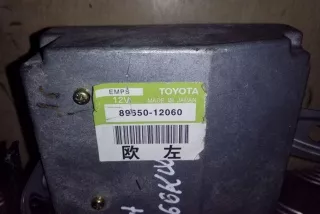 EMPS
TOYOTA
12V MADE IN JAPAN
89650-12060
欧 左